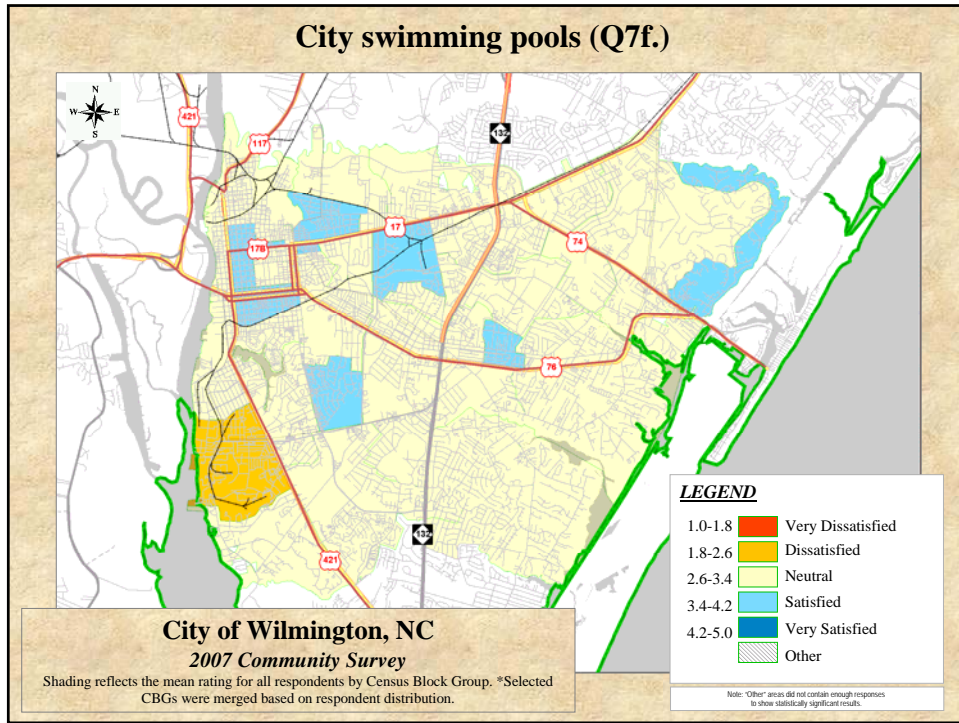 City swimming pools (Q7f.)
N
W E
S
421
117
132
17
17B
74
76
132
421
LEGEND
1.0-1.8 Very Dissatisfied
1.8-2.6 Dissatisfied
2.6-3.4 Neutral
3.4-4.2 Satisfied
4.2-5.0 Very Satisfied
Other
City of Wilmington, NC
2007 Community Survey
Shading reflects the mean rating for all respondents by Census Block Group. *Selected
CBGs were merged based on respondent distribution.
Note: "Other" areas did not contain enough responses
to show statistically significant results.